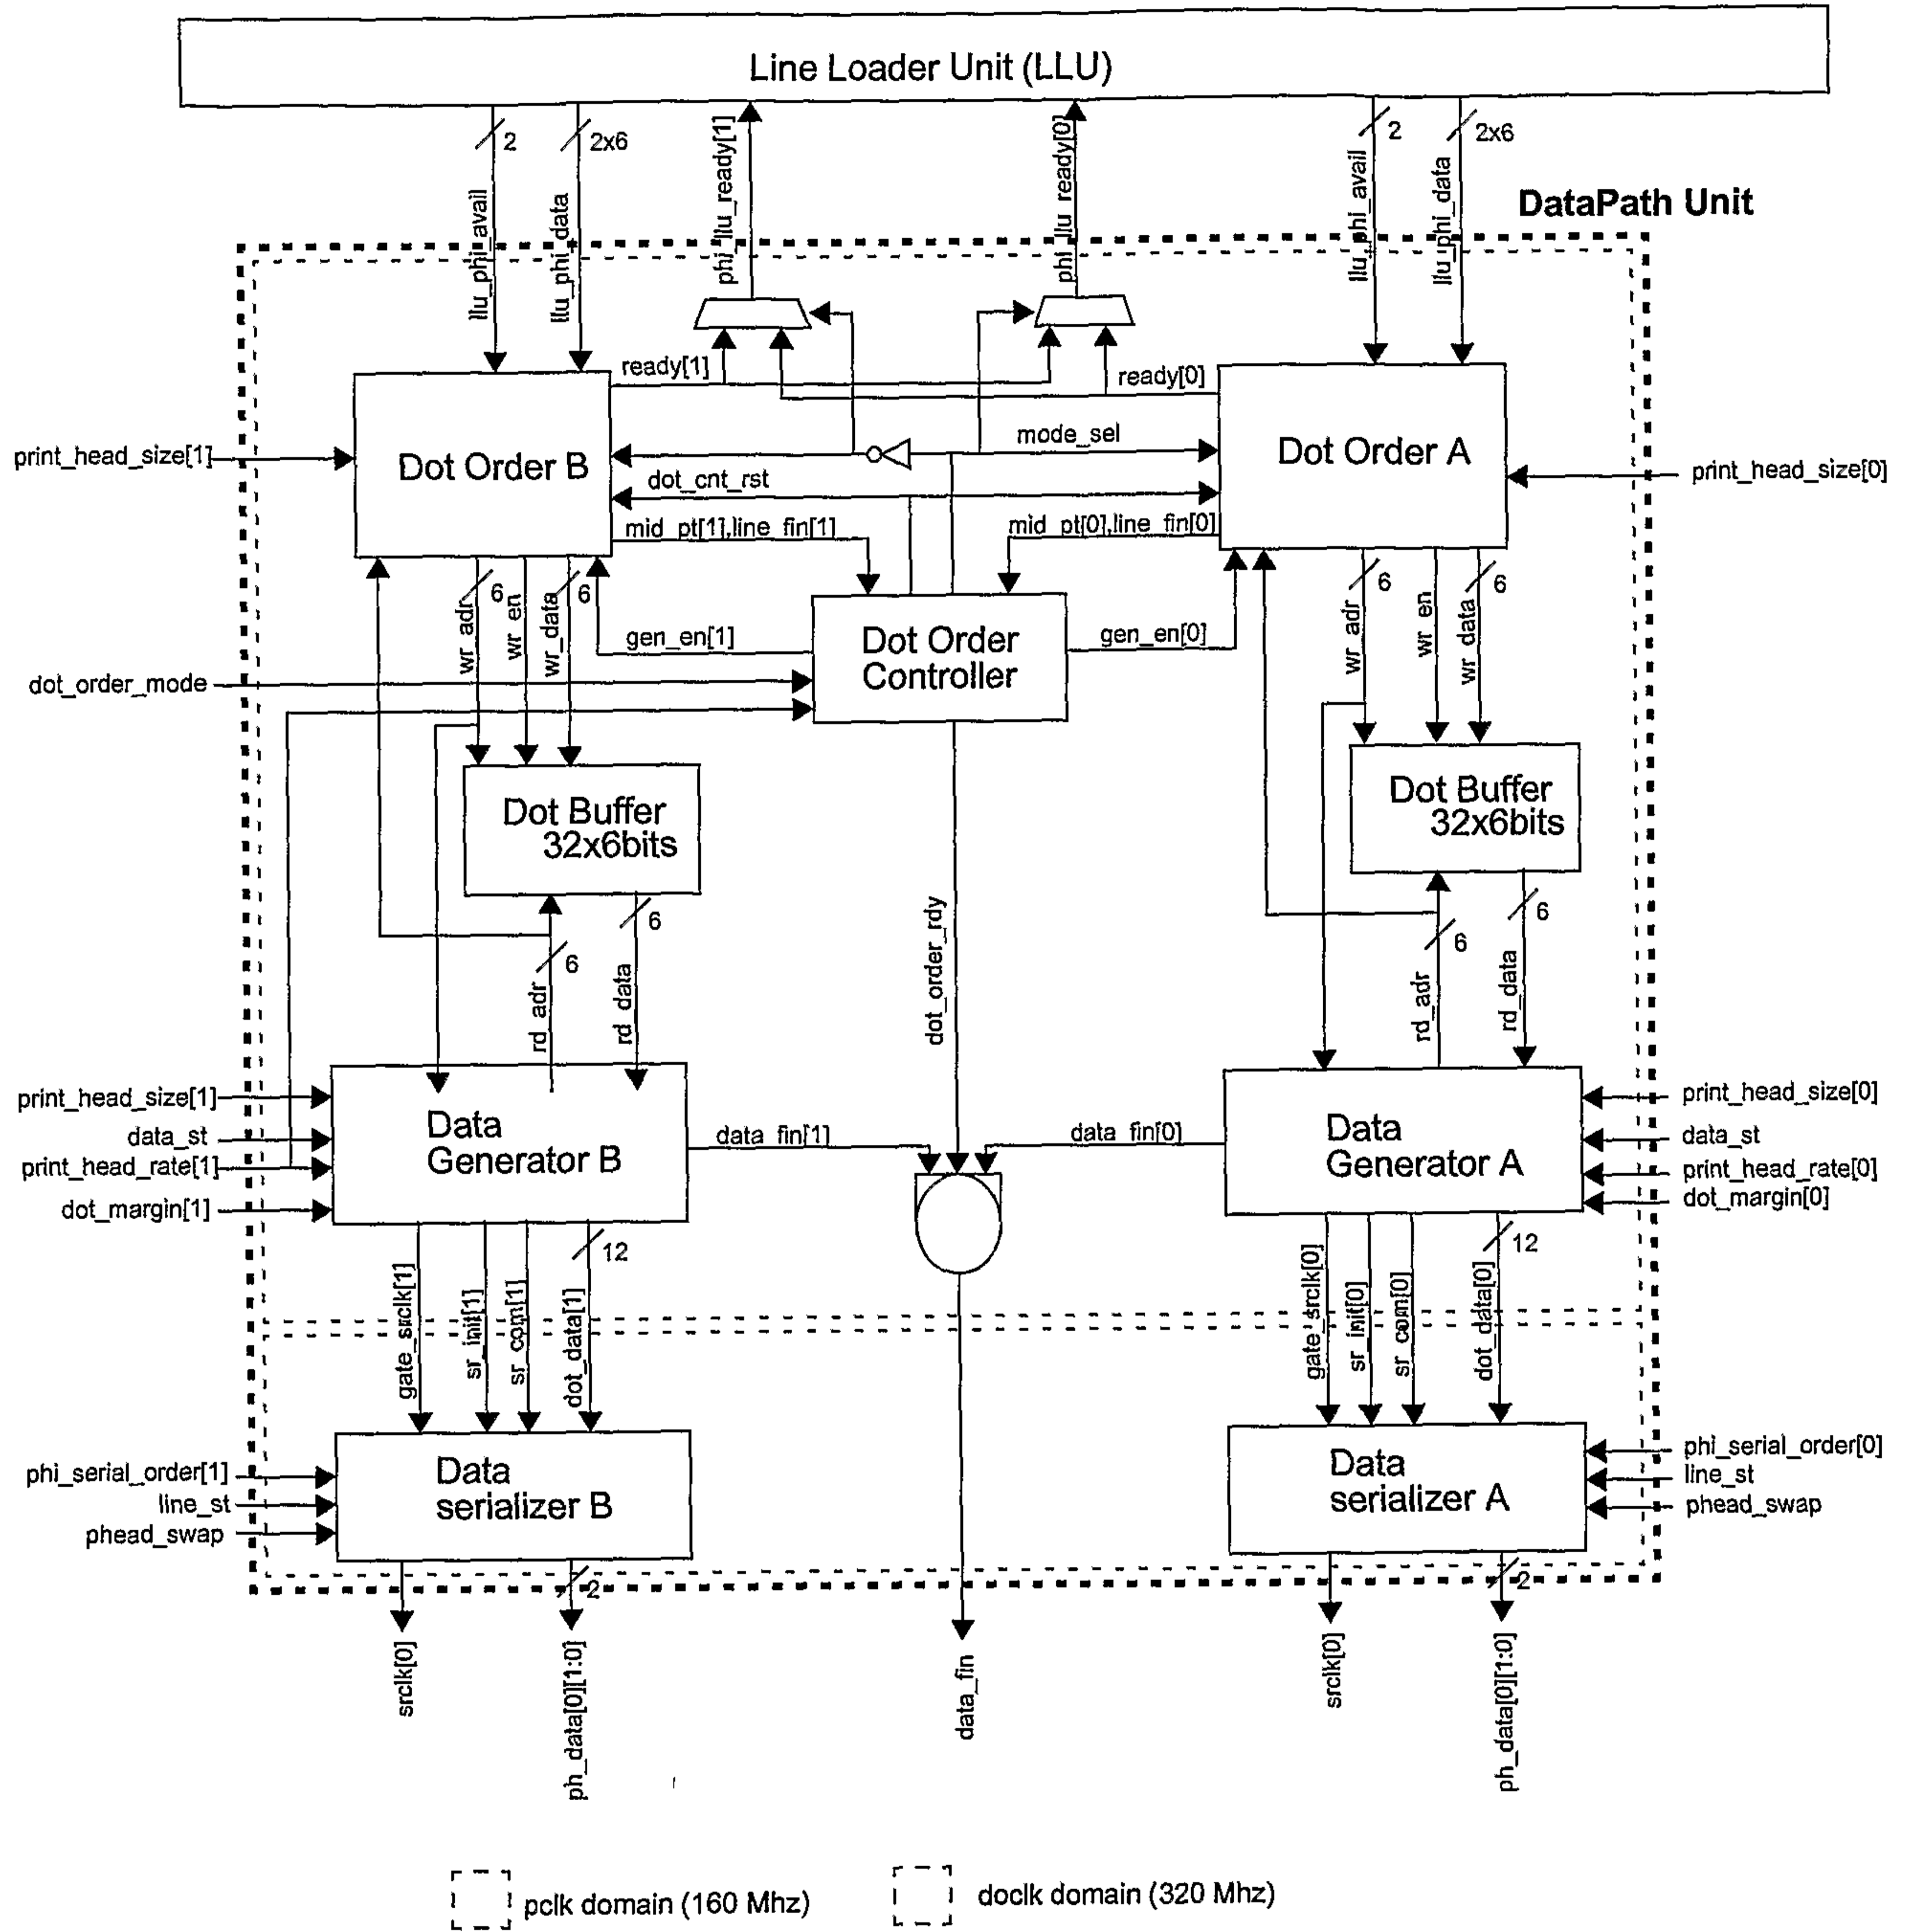 Line Loader Unit (LLU)
2
2x6
phi_llu_ready[1]
phi_llu_ready[0]
2
2x6
llu_phi_avail
llu_phi_data
llu_phi_avail
llu_phi_data
DataPath Unit
ready[1]
ready[0]
print_head_size[1]
Dot Order B
mode_sel
Dot Order A
print_head_size[0]
dot_cnt_rst
mid_pt[1],line_fin[1]
mid_pt[0],line_fin[0]
6
6
6
6
wr_adr
wr_en
wr_data
gen_en[1]
Dot Order
Controller
gen_en[0]
wr_adr
wr_en
wr_data
dot_order_mode
Dot Buffer
32x6bits
Dot Buffer
32x6bits
6
6
6
6
rd_adr
rd_data
dot_order_rdy
rd_adr
rd_data
print_head_size[1]
data_st
print_head_rate[1]
dot_margin[1]
Data
Generator B
data_fin[1]
data_fin[0]
Data
Generator A
print_head_size[0]
data_st
print_head_rate[0]
dot_margin[0]
12
12
gate_srclk[1]
sr_init[1]
sr_com[1]
dot_data[1]
gate_srclk[0]
sr_init[0]
sr_com[0]
dot_data[0]
phi_serial_order[1]
line_st
phead_swap
Data
serializer B
Data
serializer A
phi_serial_order[0]
line_st
phead_swap
2
2
srclk[0]
ph_data[0][1:0]
data_fin
srclk[0]
ph_data[0][1:0]
pclk domain (160 Mhz)
doclk domain (320 Mhz)